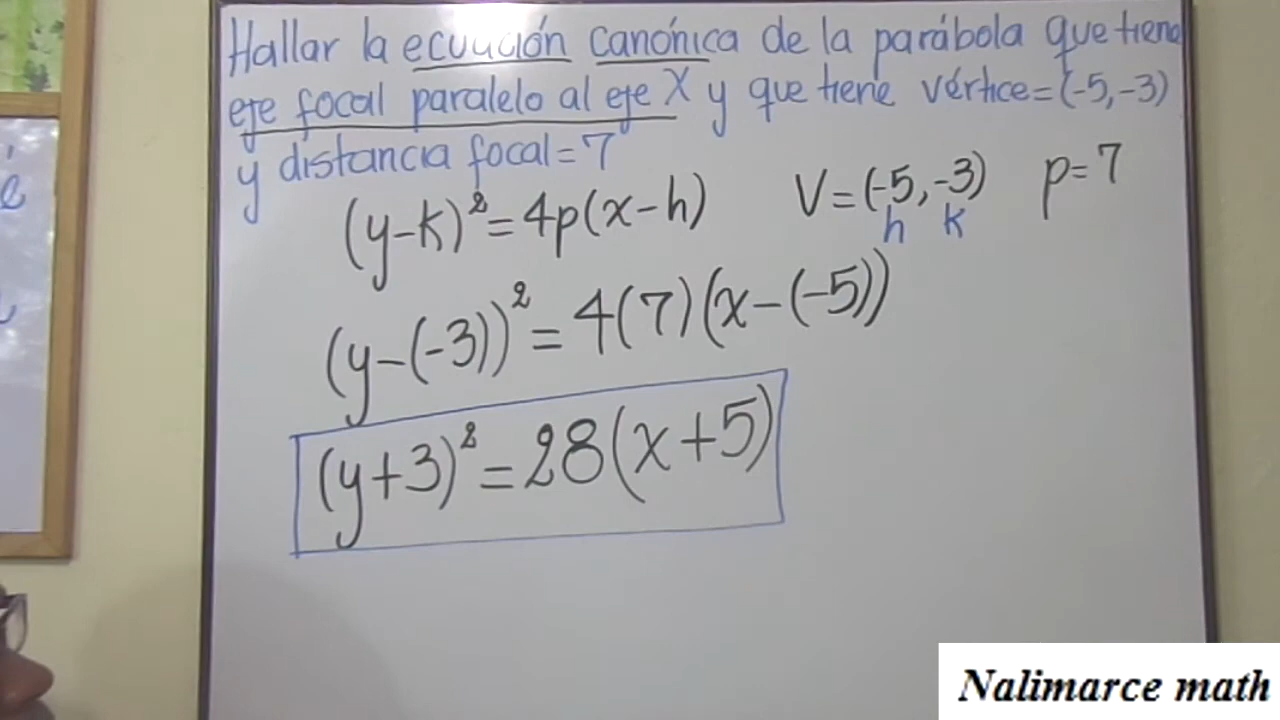 Hallar la ecuación canónica de la parábola que tiene
eje focal paralelo al eje X y que tiene vértice=(-5,-3)
y distancia focal=7
(y-k)²=4p(x-h)
V=(-5,-3)
p=7
h k
(y-(-3))²=4(7)(x-(-5))
(y+3)²=28(x+5)
Nalimarce math